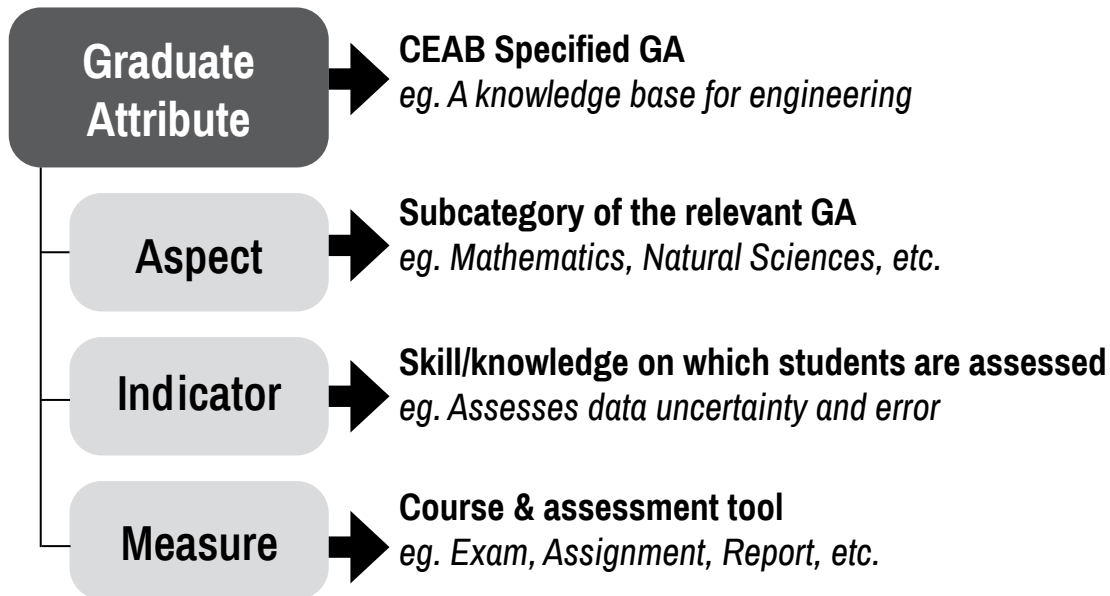 Graduate
Attribute
CEAB Specified GA
eg. A knowledge base for engineering
Aspect
Subcategory of the relevant GA
eg. Mathematics, Natural Sciences, etc.
Indicator
Skill/knowledge on which students are assessed
eg. Assesses data uncertainty and error
Measure
Course & assessment tool
eg. Exam, Assignment, Report, etc.